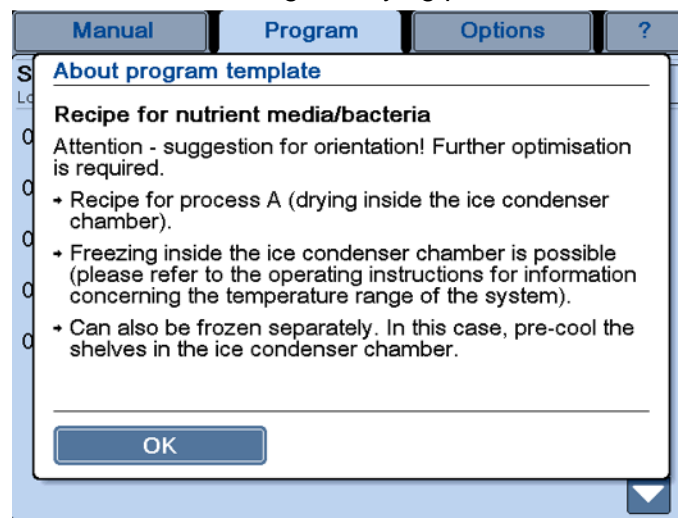 Manual Program Options ?
About program template
Recipe for nutrient media/bacteria
Attention - suggestion for orientation! Further optimisation
is required.
Recipe for process A (drying inside the ice condenser
chamber).
Freezing inside the ice condenser chamber is possible
(please refer to the operating instructions for information
concerning the temperature range of the system).
Can also be frozen separately. In this case, pre-cool the
shelves in the ice condenser chamber.
OK